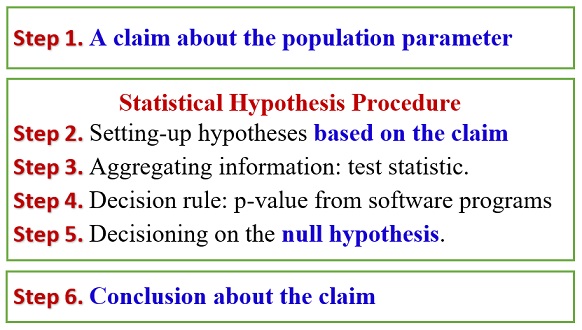 Step 1. A claim about the population parameter
Statistical Hypothesis Procedure
Step 2. Setting-up hypotheses based on the claim
Step 3. Aggregating information: test statistic.
Step 4. Decision rule: p-value from software programs
Step 5. Decisioning on the null hypothesis.
Step 6. Conclusion about the claim